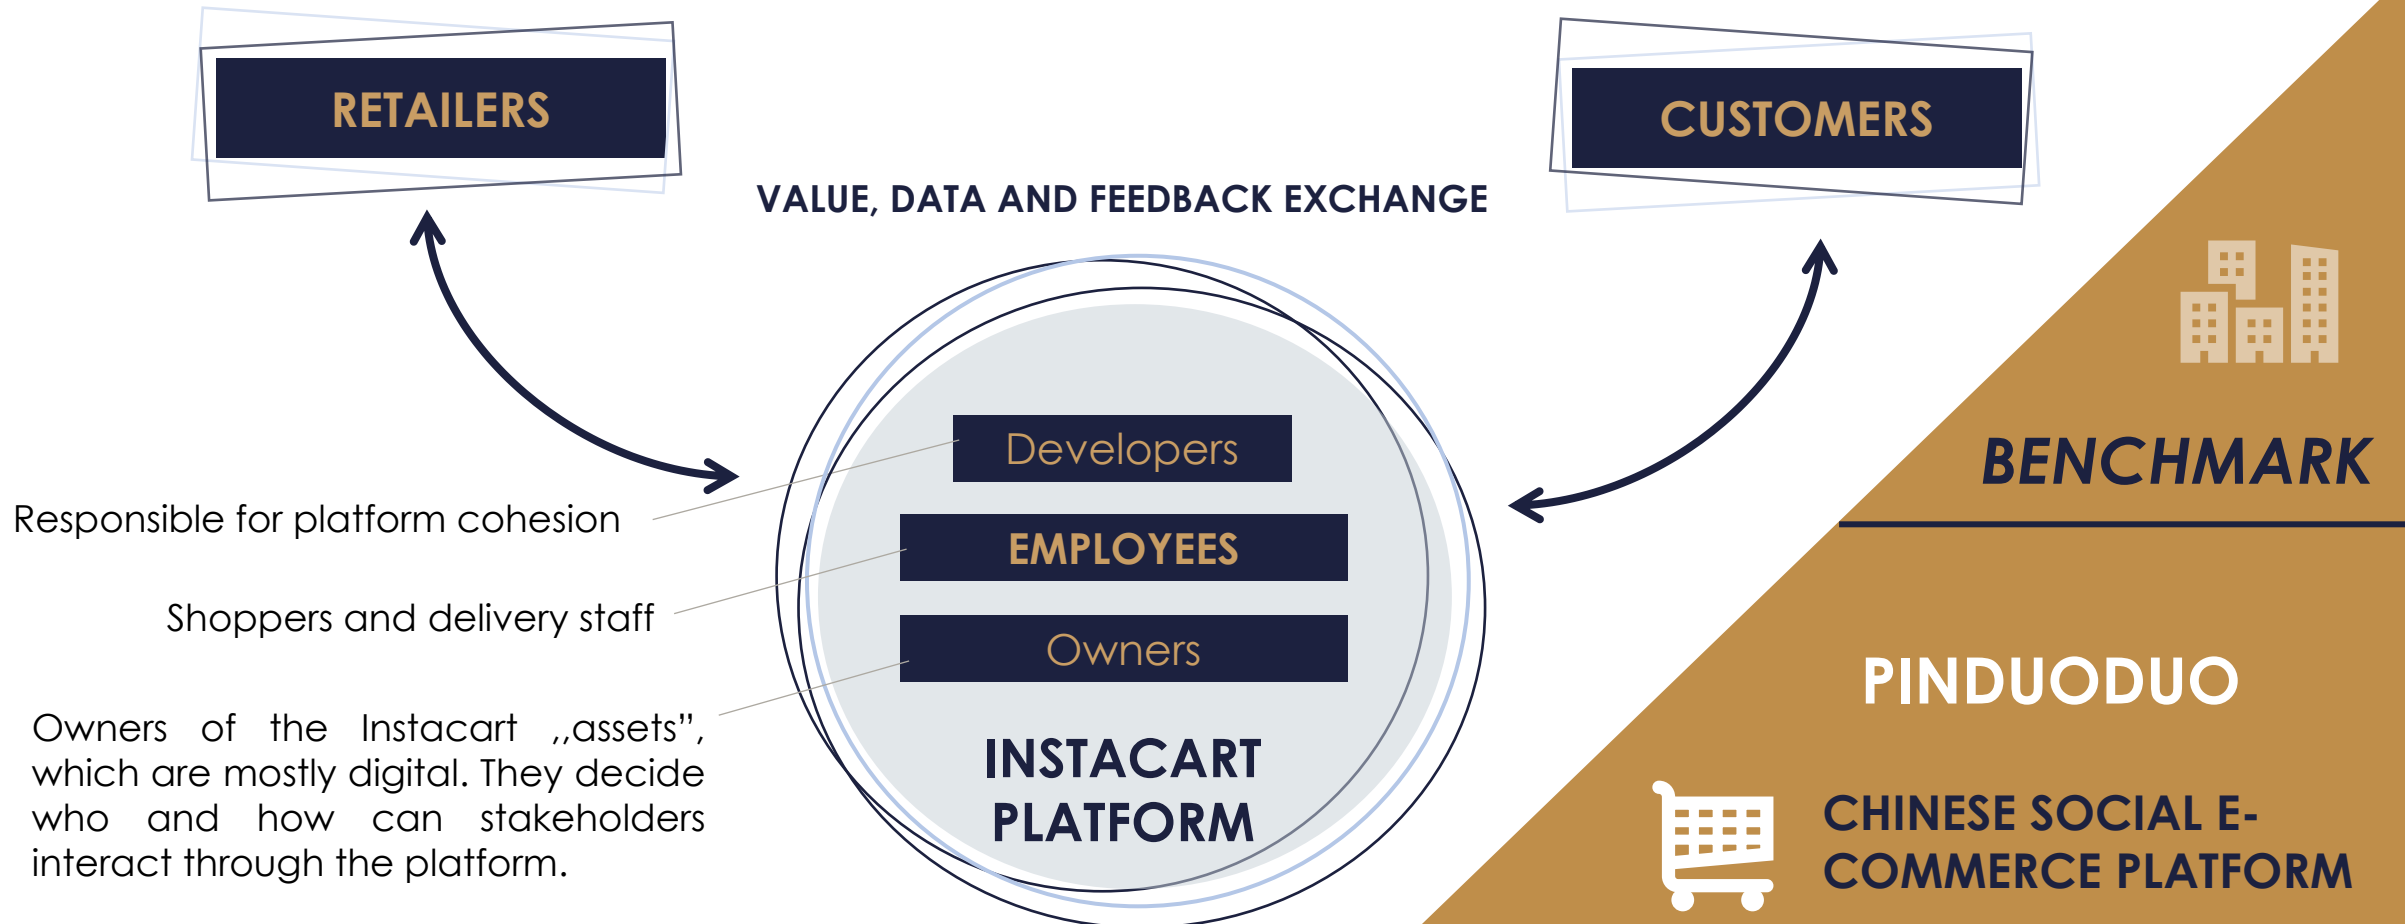 RETAILERS
CUSTOMERS
VALUE, DATA AND FEEDBACK EXCHANGE
Developers
Responsible for platform cohesion
EMPLOYEES
Shoppers and delivery staff
Owners
Owners of the Instacart ,,assets”,
which are mostly digital. They decide
who and how can stakeholders
interact through the platform.
INSTACART
PLATFORM
BENCHMARK
PINDUODUO
CHINESE SOCIAL E-
COMMERCE PLATFORM